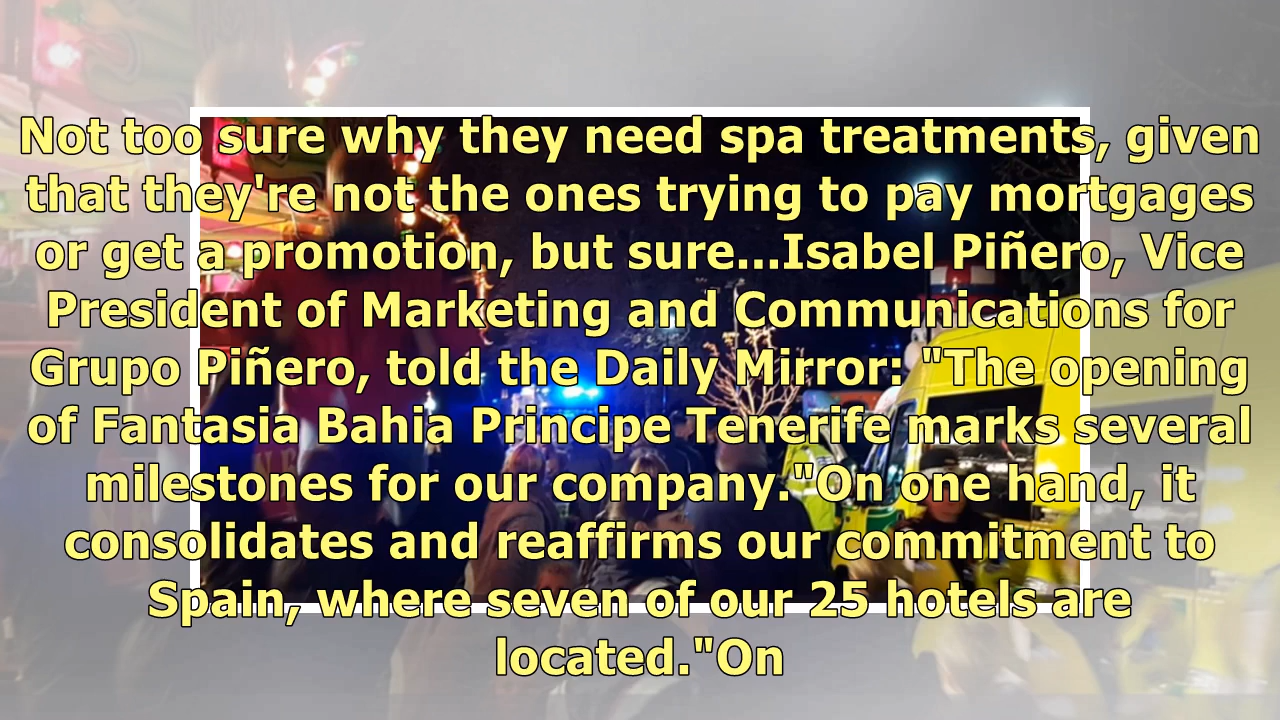 Not too sure why they need spa treatments, given
that they're not the ones trying to pay mortgages
or get a promotion, but sure...Isabel Piñero, Vice
President of Marketing and Communications for
Grupo Piñero, told the Daily Mirror: "The opening
of Fantasia Bahia Principe Tenerife marks several
milestones for our company."On one hand, it
consolidates and reaffirms our commitment to
Spain, where seven of our 25 hotels are
located."On